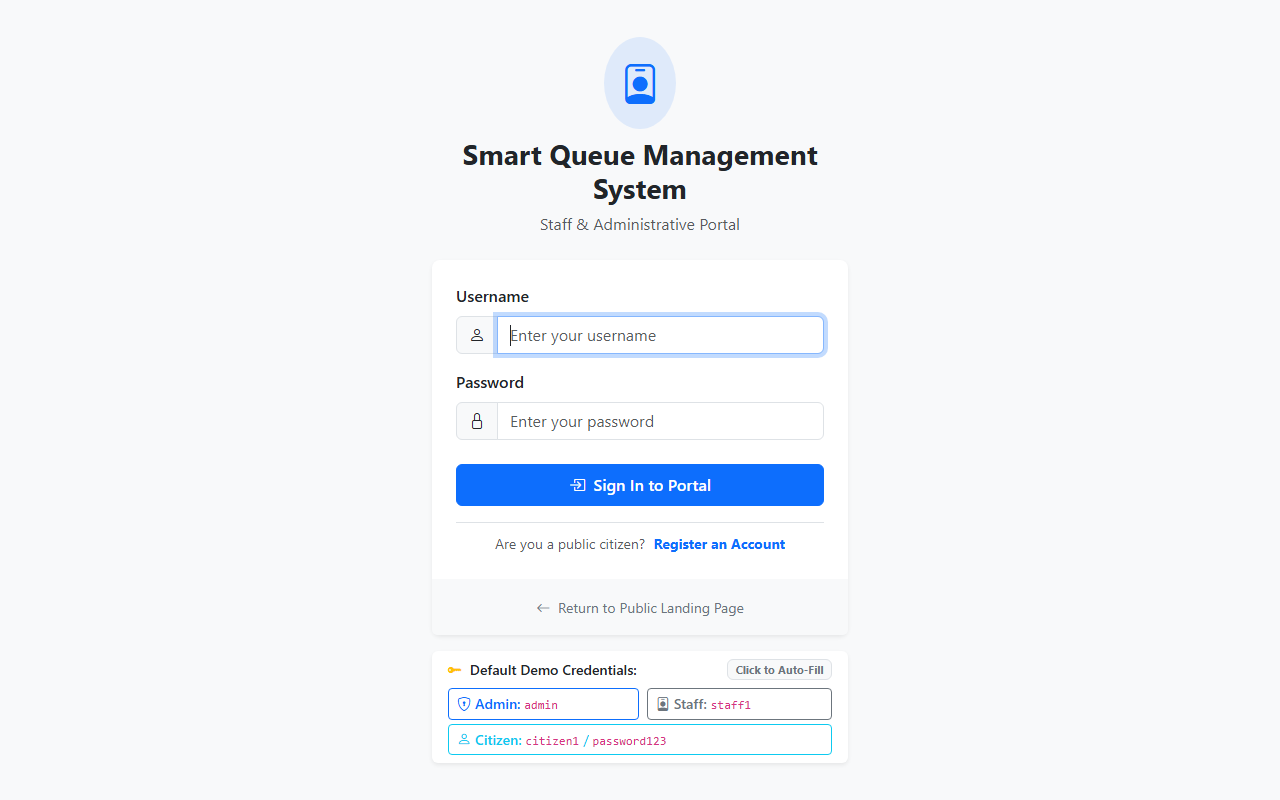 Smart Queue Management
System
Staff & Administrative Portal
Username
Enter your username
Password
Enter your password
Sign In to Portal
Are you a public citizen? Register an Account
Return to Public Landing Page
Default Demo Credentials: Click to Auto-Fill
Admin: admin
Staff: staff1
Citizen: citizen1 / password123